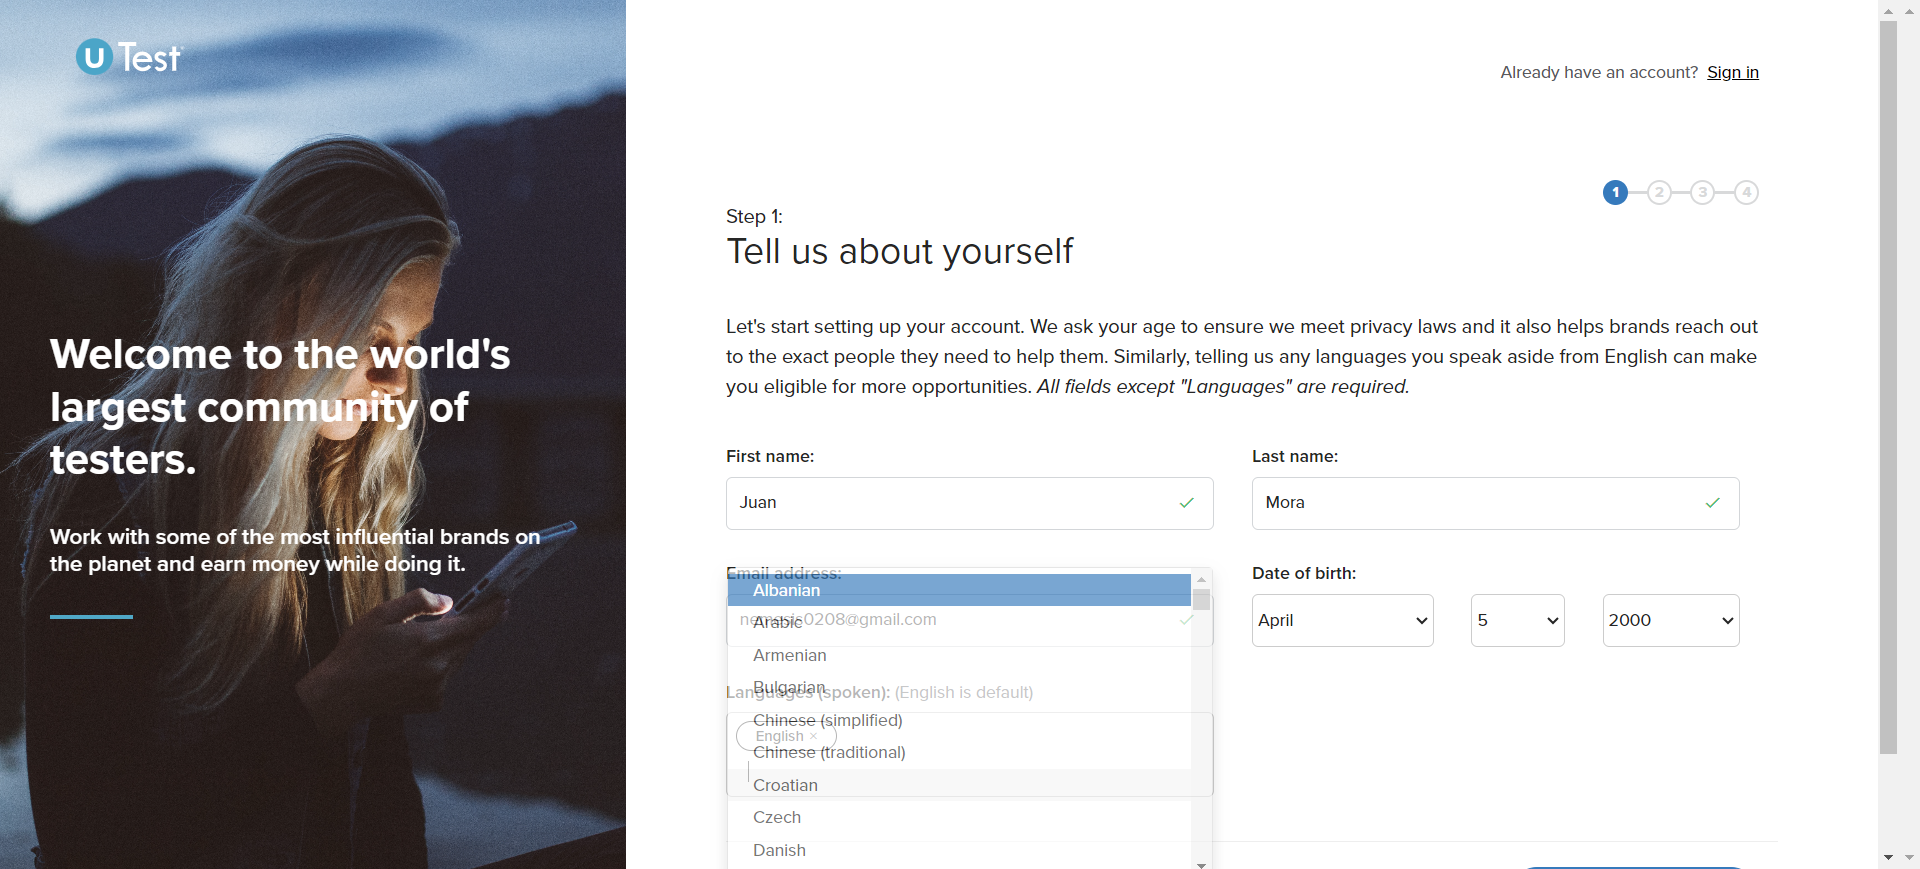 U Test
Already have an account? Sign in
1 2 3 4
Step 1:
Tell us about yourself
Let's start setting up your account. We ask your age to ensure we meet privacy laws and it also helps brands reach out
to the exact people they need to help them. Similarly, telling us any languages you speak aside from English can make
you eligible for more opportunities. All fields except "Languages" are required.
Welcome to the world's
largest community of
testers.
Work with some of the most influential brands on
the planet and earn money while doing it.
First name:
Last name:
Juan
Mora
Email address:
Date of birth:
Albanian
@gmail.com
Arabic
April
5
2000
Armenian
Bulgarian
Languages (spoken): (English is default)
Chinese (simplified)
English ×
Chinese (traditional)
Croatian
Czech
Danish